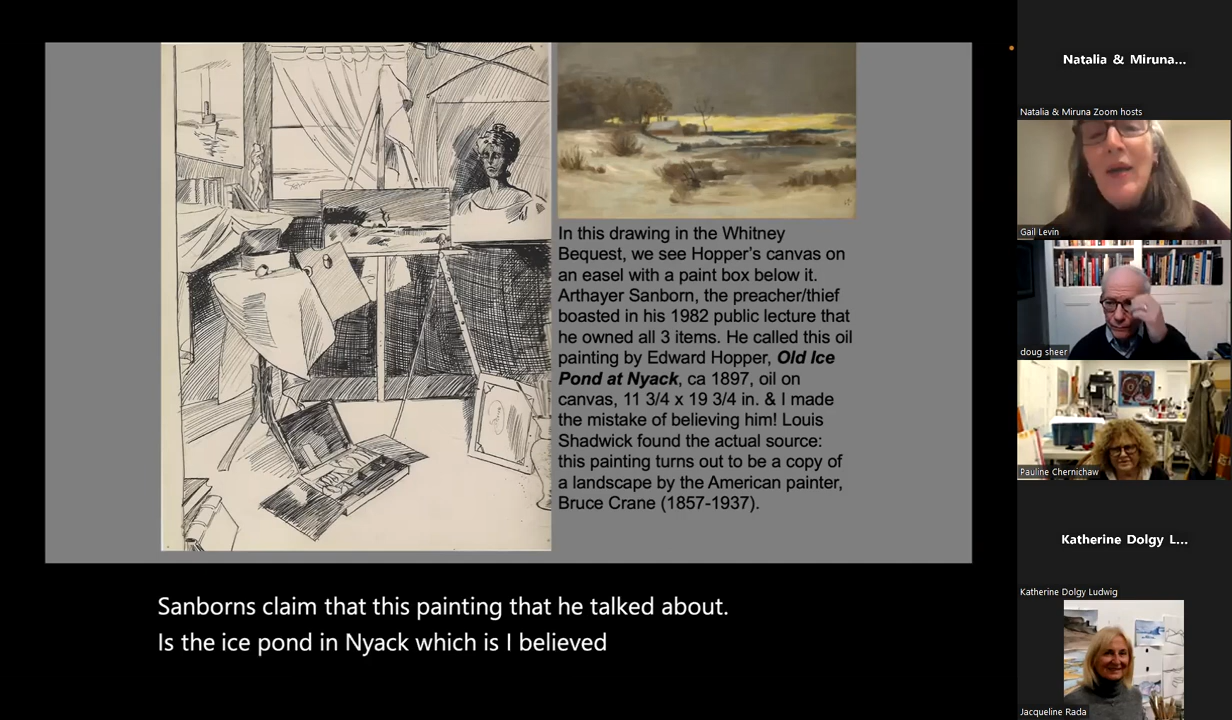 In this drawing in the Whitney
Bequest, we see Hopper's canvas on
an easel with a paint box below it.
Arthayer Sanborn, the preacher/thief
boasted in his 1982 public lecture that
he owned all 3 items. He called this oil
painting by Edward Hopper, Old Ice
Pond at Nyack, ca 1897, oil on
canvas, 11 3/4 x 19 3/4 in. & I made
the mistake of believing him! Louis
Shadwick found the actual source:
this painting turns out to be a copy of
a landscape by the American painter,
Bruce Crane (1857-1937).
Sanborns claim that this painting that he talked about.
Is the ice pond in Nyack which is I believed
Natalia & Miruna...
Natalia & Miruna Zoom hosts
Gail Levin
doug sheer
Pauline Chernichaw
Katherine Dolgy L...
Katherine Dolgy Ludwig
Jacqueline Rada